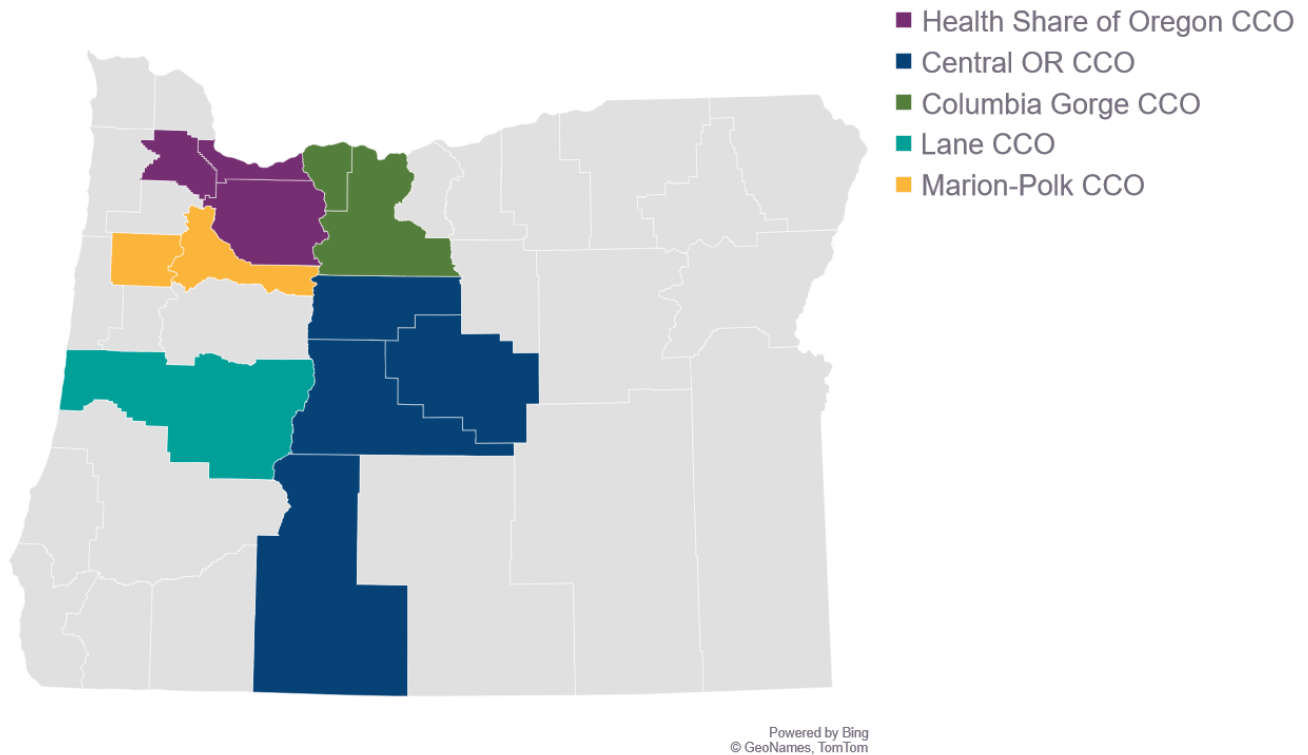 Health Share of Oregon CCO
Central OR CCO
Columbia Gorge CCO
Lane CCO
Marion-Polk CCO
Powered by Bing
© GeoNames, TomTom